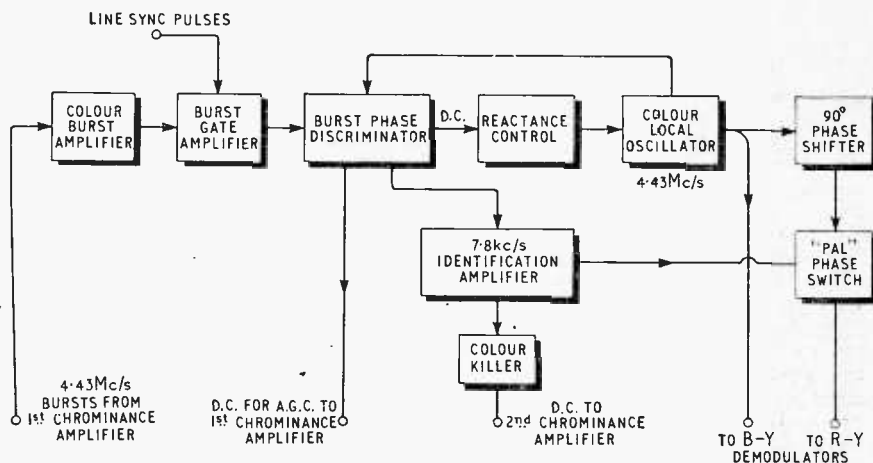 LINE SYNC PULSES
COLOUR
BURST
AMPLIFIER
BURST
GATE
AMPLIFIER
BURST PHASE
DISCRIMINATOR
D.C.
REACTANCE
CONTROL
COLOUR
LOCAL
OSCILLATOR
4·43Mc/s
90°
PHASE
SHIFTER
7·8kc/s
IDENTIFICATION
AMPLIFIER
"PAL"
PHASE
SWITCH
COLOUR
KILLER
4·43Mc/s
BURSTS FROM
1st CHROMINANCE
AMPLIFIER
D.C. FOR A.G.C. TO
1st CHROMINANCE
AMPLIFIER
D.C. TO
2nd CHROMINANCE
AMPLIFIER
TO B-Y TO R-Y
DEMODULATORS